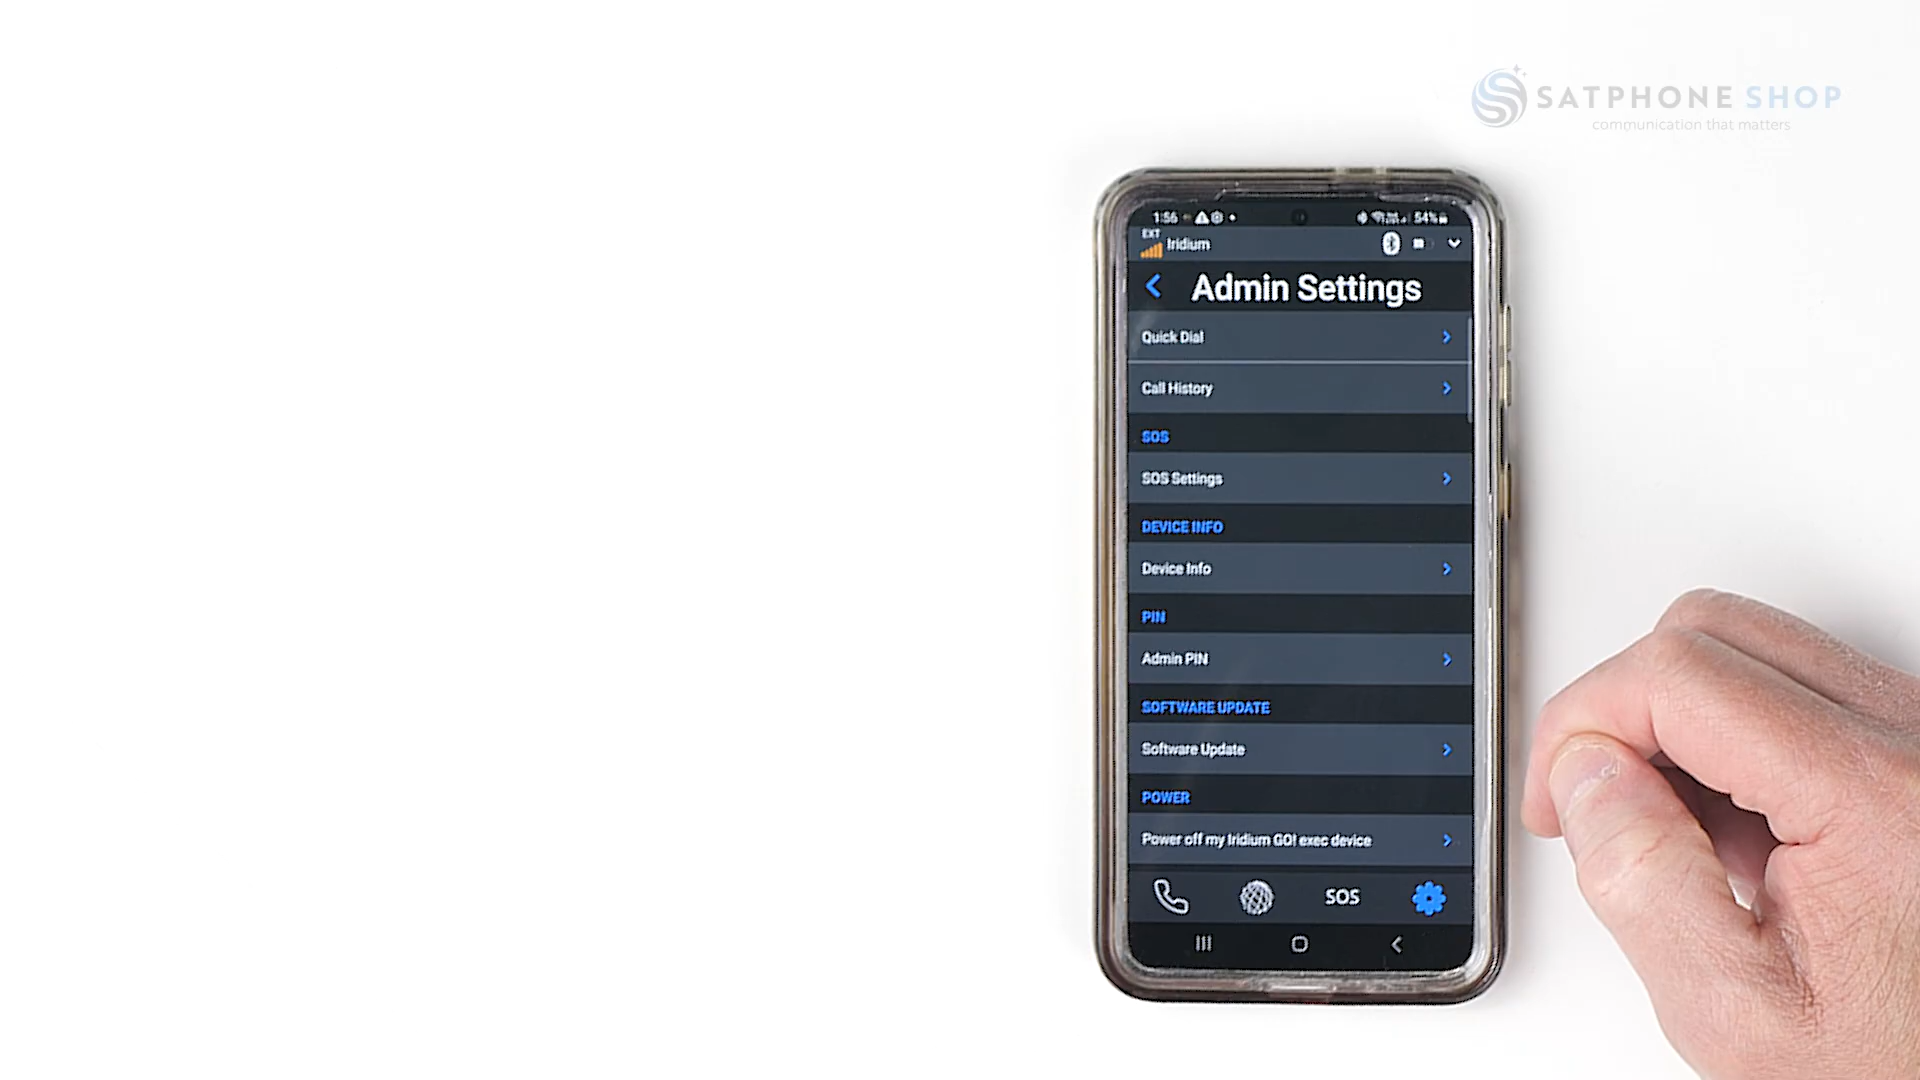 SATPHONE SHOP
communication that matters
1:56
54%
EXT
Iridium
Admin Settings
Quick Dial
Call History
SOS
SOS Settings
DEVICE INFO
Device Info
PIN
Admin PIN
SOFTWARE UPDATE
Software Update
POWER
Power off my Iridium GO! exec device
SOS